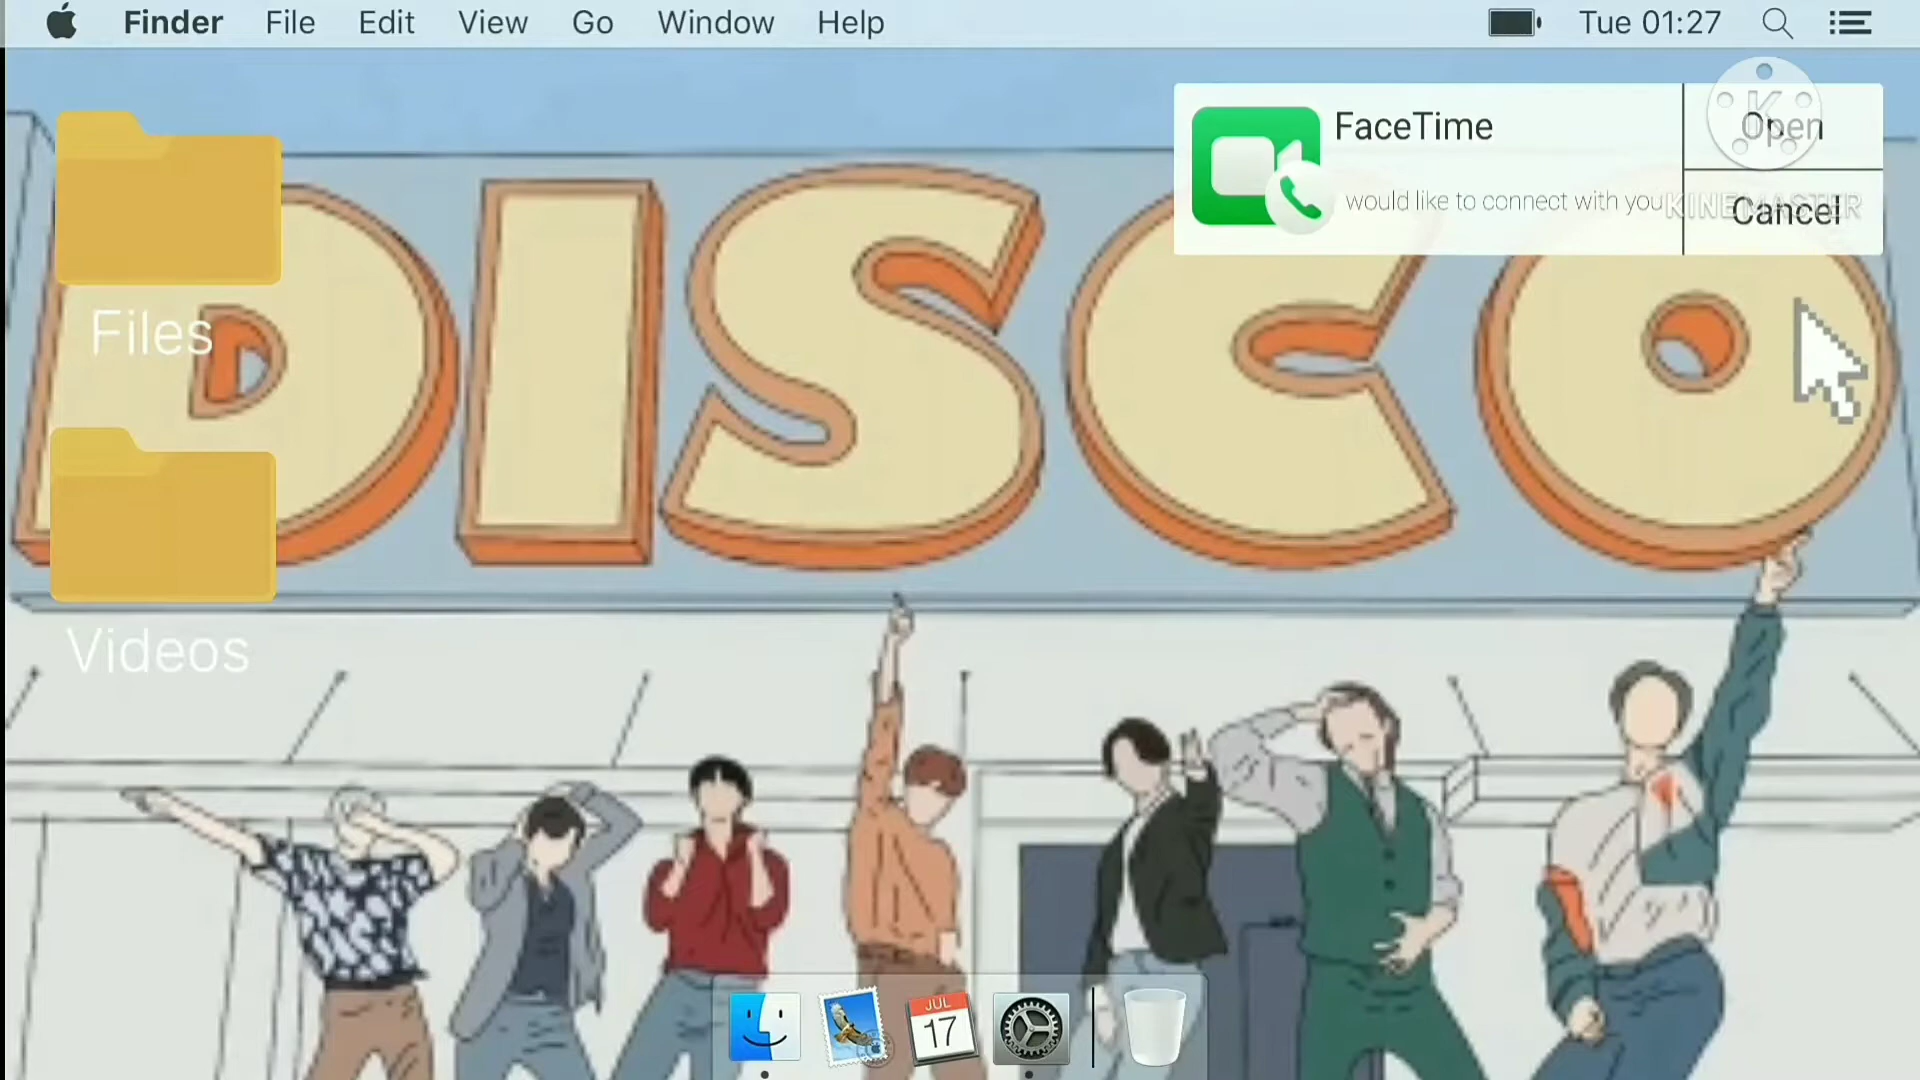 Finder File Edit View Go Window Help Tue 01:27
FaceTime
would like to connect with you
Open
Cancel
K
KINEMASTER
DISCO
Files
Videos
JUL
17